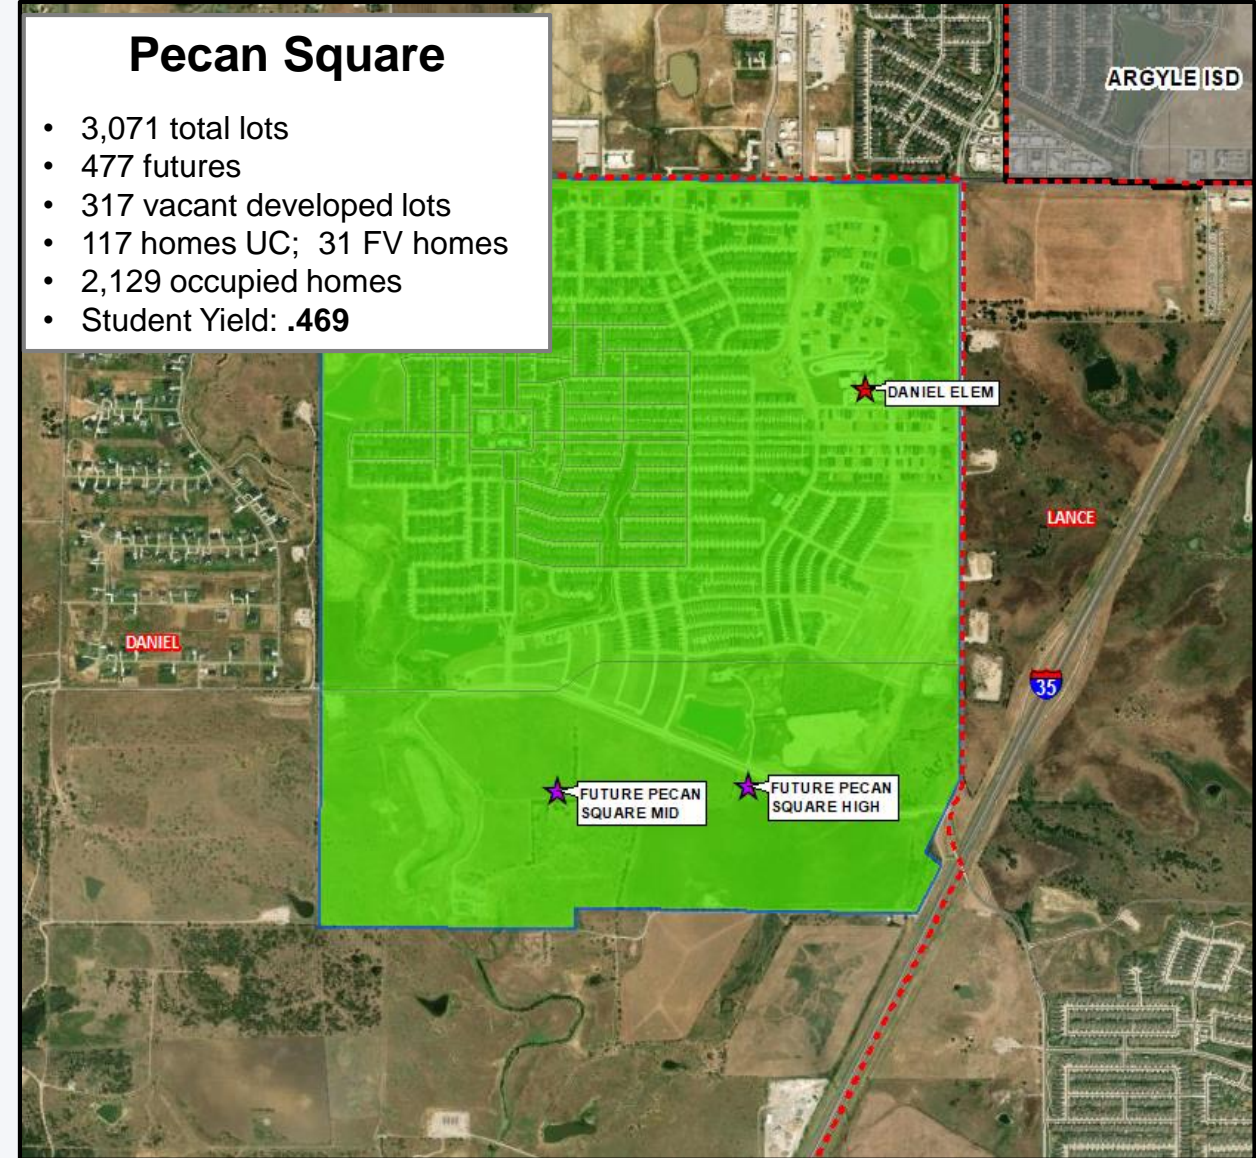 Pecan Square
• 3,071 total lots
• 477 futures
• 317 vacant developed lots
• 117 homes UC; 31 FV homes
• 2,129 occupied homes
• Student Yield: .469
ARGYLE ISD
DANIEL ELEM
LANCE
DANIEL
35
FUTURE PECAN
SQUARE MID
FUTURE PECAN
SQUARE HIGH